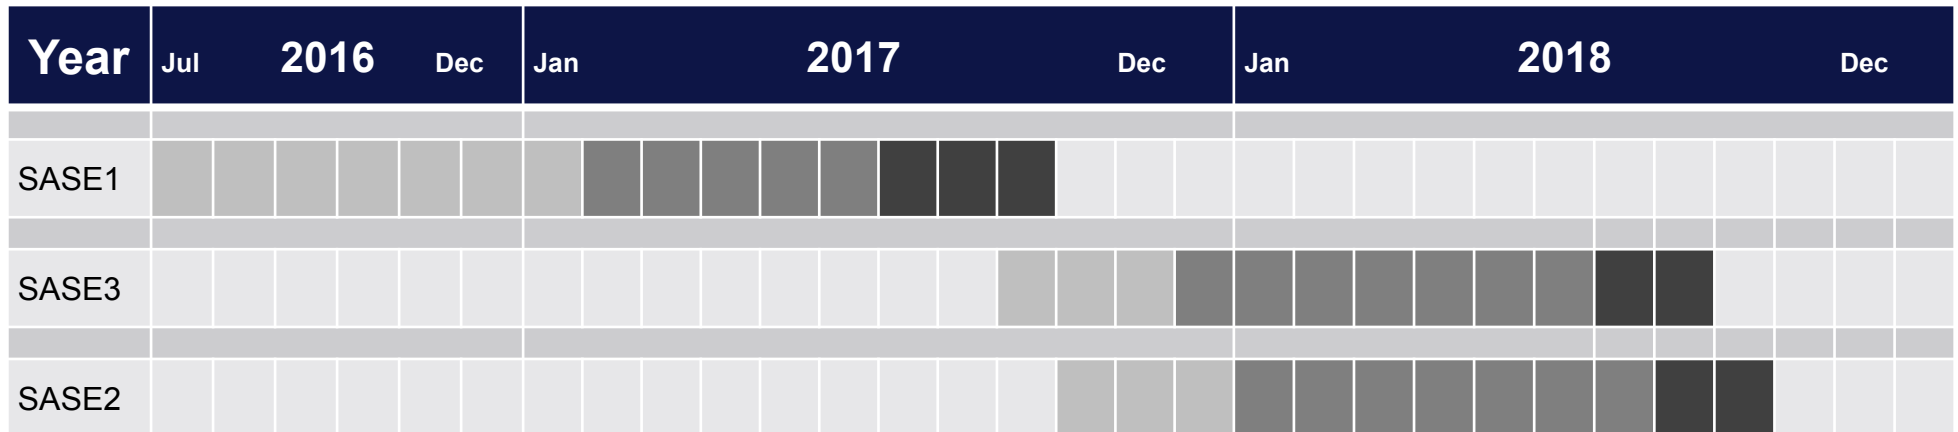 Year Jul 2016 Dec Jan 2017 Dec Jan 2018 Dec
SASE1
SASE3
SASE2